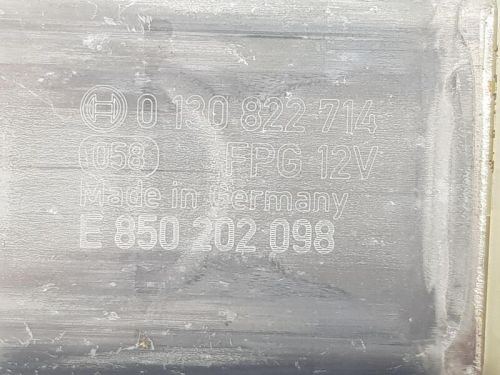 0 130 822 714
058 FPG 12V
Made in Germany
E 850 202 098